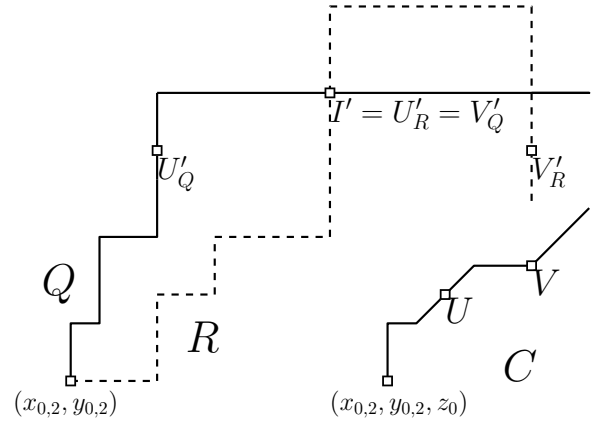 I′ = U′_R = V′_Q
U′_Q
V′_R
Q
U
V
R
C
(x_{0,2}, y_{0,2})
(x_{0,2}, y_{0,2}, z_0)